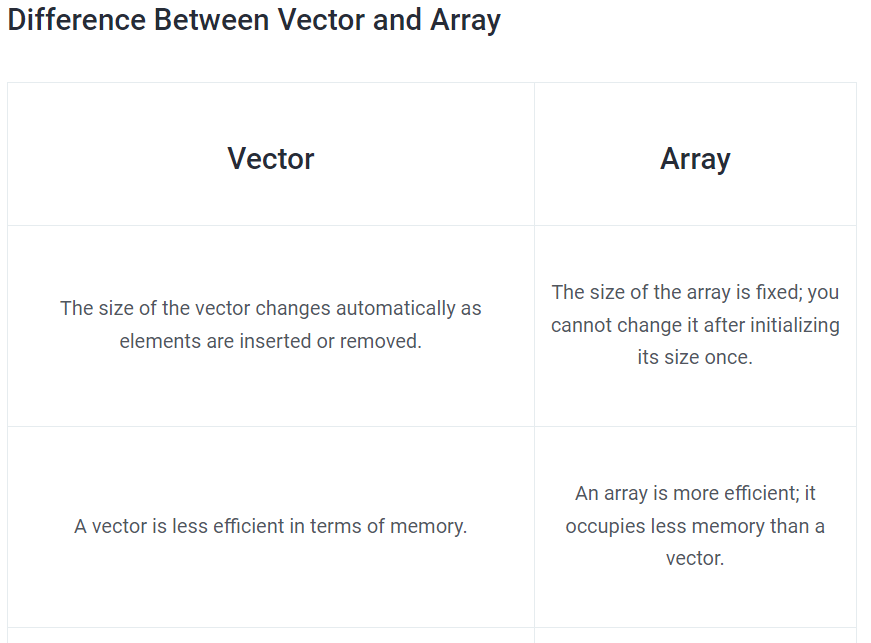 Difference Between Vector and Array
Vector
Array
The size of the vector changes automatically as
elements are inserted or removed.
The size of the array is fixed; you
cannot change it after initializing
its size once.
A vector is less efficient in terms of memory.
An array is more efficient; it
occupies less memory than a
vector.